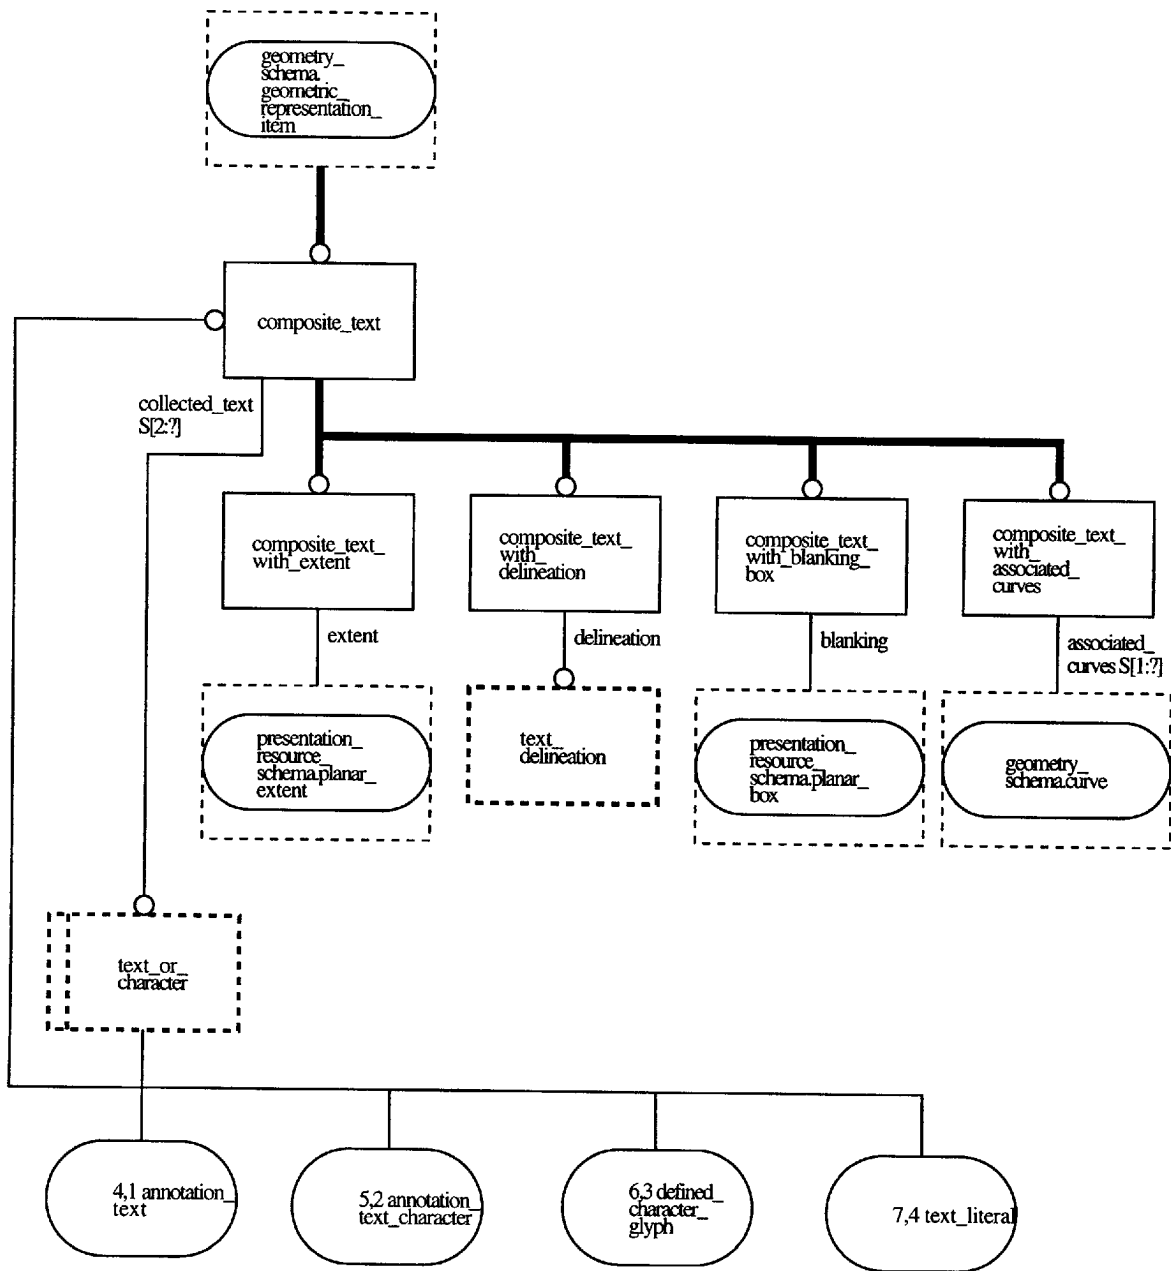 geometry_
schema.
geometric_
representation_
item
composite_text
collected_text
S[2:?]
composite_text_
with_extent
composite_text_
with_
delineation
composite_text_
with_blanking_
box
composite_text_
with_
associated_
curves
extent
delineation
blanking
associated_
curves S[1:?]
presentation_
resource_
schema.planar_
extent
text_
delineation
presentation_
resource_
schema.planar_
box
geometry_
schema.curve
text_or_
character
4,1 annotation_
text
5,2 annotation_
text_character
6,3 defined_
character_
glyph
7,4 text_literal